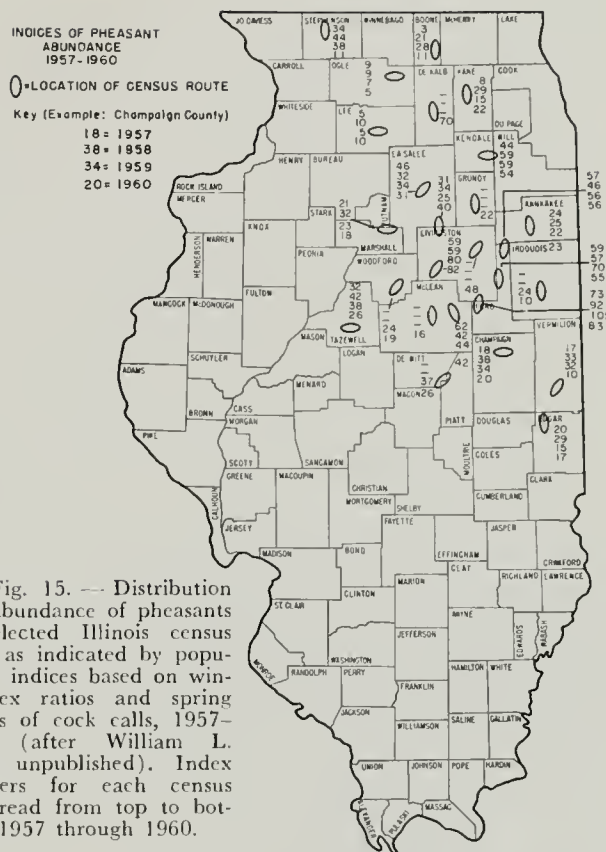 INDICES OF PHEASANT
ABUNDANCE
1957-1960
=LOCATION OF CENSUS ROUTE
Key (Example: Champaign County)
18 = 1957
38 = 1958
34 = 1959
20 = 1960
JO DAVIESS
STEPHENSON
34
44
38
11
WINNEBAGO
BOONE
3
21
28
11
McHENRY
LAKE
CARROLL
OGLE
9
9
7
5
DE KALB
70
KANE
8
29
15
22
COOK
DU PAGE
WHITESIDE
LEE
5
10
5
10
KENDALL
WILL
44
59
59
54
HENRY
BUREAU
LA SALLE
46
32
34
31
31
34
25
40
GRUNDY
22
57
46
56
56
KANKAKEE
24
25
22
ROCK ISLAND
MERCER
STARK
21
32
23
18
PUTNAM
MARSHALL
LIVINGSTON
59
59
80
82
48
IROQUOIS 23
24
10
59
57
70
55
73
92
105
83
HENDERSON
WARREN
KNOX
PEORIA
WOODFORD
24
19
McLEAN
16
62
42
44
42
FORD
HANCOCK
McDONOUGH
FULTON
32
42
38
26
TAZEWELL
MASON
LOGAN
DE WITT
37
26
MACON
CHAMPAIGN
18
38
34
20
VERMILION
17
33
32
10
ADAMS
SCHUYLER
BROWN
CASS
MENARD
MORGAN
PIKE
SCOTT
SANGAMON
PIATT
MOULTRIE
DOUGLAS
COLES
EDGAR
20
29
15
17
GREENE
MACOUPIN
CHRISTIAN
MONTGOMERY
SHELBY
CUMBERLAND
CLARK
CALHOUN
JERSEY
FAYETTE
EFFINGHAM
JASPER
CRAWFORD
MADISON
BOND
CLINTON
MARION
CLAY
RICHLAND
LAWRENCE
ST. CLAIR
WASHINGTON
JEFFERSON
WAYNE
EDWARDS
WABASH
MONROE
RANDOLPH
PERRY
HAMILTON
WHITE
FRANKLIN
JACKSON
WILLIAMSON
SALINE
GALLATIN
UNION
JOHNSON
POPE
HARDIN
ALEXANDER
PULASKI
MASSAC
Fig. 15. — Distribution
abundance of pheasants
lected Illinois census
as indicated by popu-
indices based on win-
ex ratios and spring
s of cock calls, 1957–
(after William L.
unpublished). Index
ers for each census
read from top to bot-
1957 through 1960.